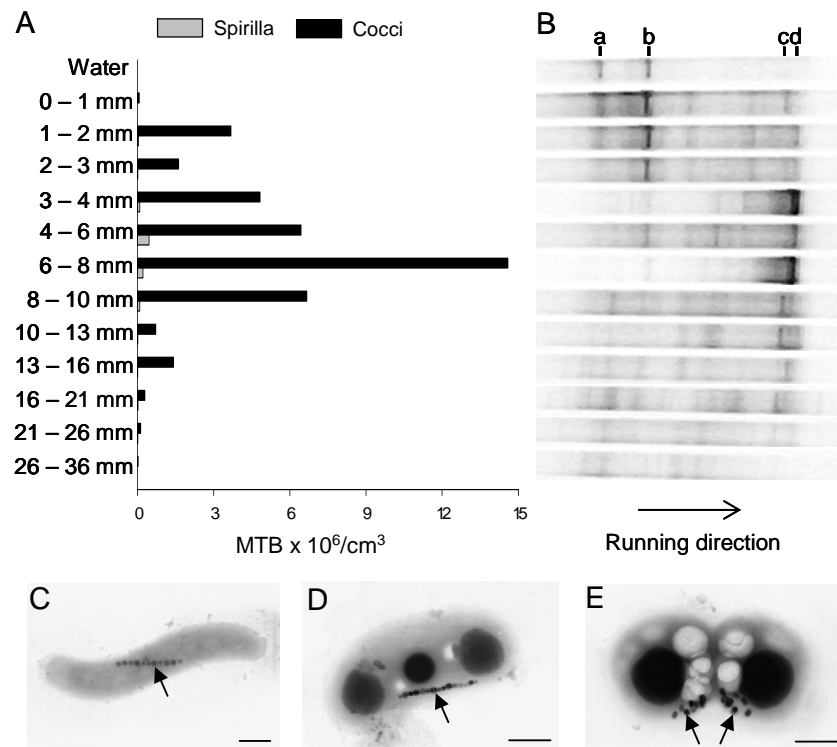 A
Spirilla
Cocci
B
a b cd
Water
0 – 1 mm
1 – 2 mm
2 – 3 mm
3 – 4 mm
4 – 6 mm
6 – 8 mm
8 – 10 mm
10 – 13 mm
13 – 16 mm
16 – 21 mm
21 – 26 mm
26 – 36 mm
0 3 6 9 12 15
MTB x 10⁶/cm³
Running direction
C
D
E